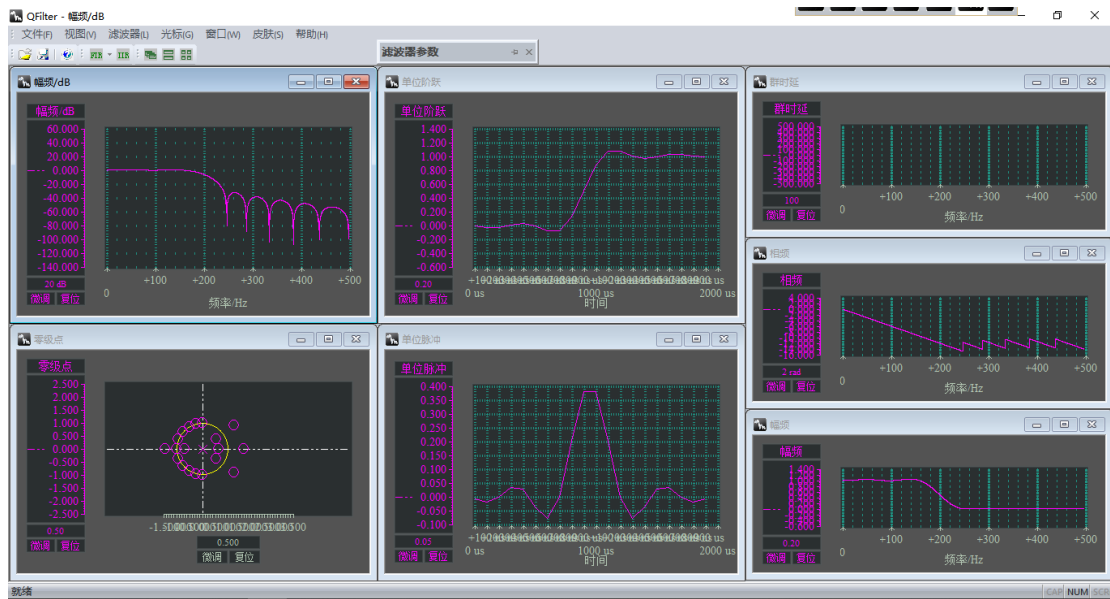 QFilter - 幅频/dB
文件(F) 视图(V) 滤波器(L) 光标(G) 窗口(W) 皮肤(S) 帮助(H)
FIR IIR
滤波器参数
幅频/dB
幅频/dB
60.000
40.000
20.000
-20.000
-40.000
-60.000
-80.000
-100.000
-120.000
-140.000
20 dB
微调 复位
0 +100 +200 +300 +400 +500
频率/Hz
单位阶跃
单位阶跃
1.400
1.200
1.000
0.800
0.600
0.400
0.200
-0.000
-0.200
-0.400
-0.600
0.20
微调 复位
0 us 1000 us 2000 us
时间
群时延
群时延
100
微调 复位
0 +100 +200 +300 +400 +500
频率/Hz
相频
相频
2 rad
微调 复位
0 +100 +200 +300 +400 +500
频率/Hz
零级点
零级点
2.500
2.000
1.500
1.000
0.500
-0.000
-0.500
-1.000
-1.500
-2.000
-2.500
0.50
微调 复位
0.500
微调 复位
单位脉冲
单位脉冲
0.400
0.350
0.300
0.250
0.200
0.150
0.100
0.050
0.000
-0.050
-0.100
0.05
微调 复位
0 us 1000 us 2000 us
时间
幅频
幅频
0.20
微调 复位
0 +100 +200 +300 +400 +500
频率/Hz
就绪
CAP NUM SCR